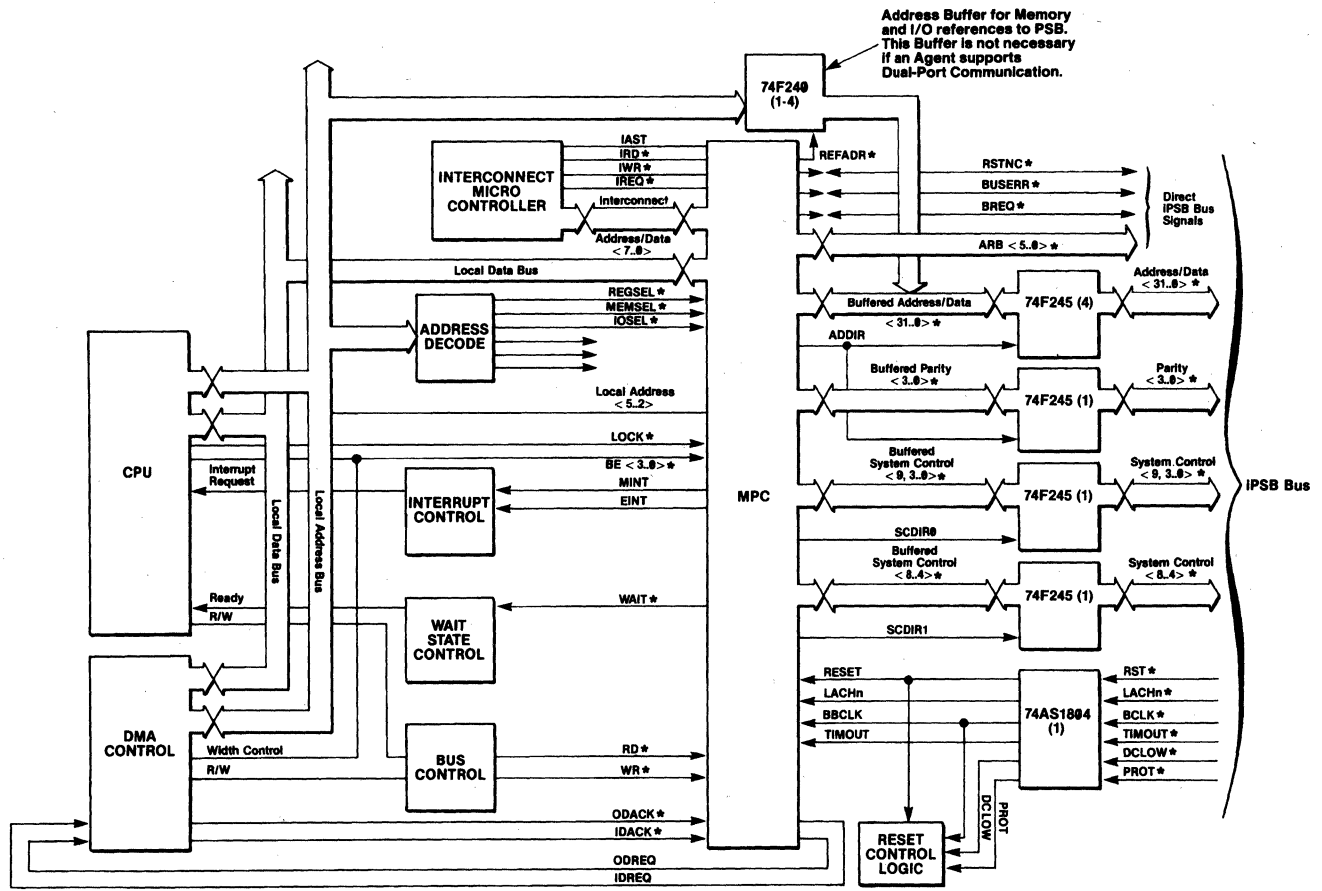 Address Buffer for Memory
and I/O references to PSB.
This Buffer is not necessary
if an Agent supports
Dual-Port Communication.
74F240
(1-4)
INTERCONNECT
MICRO
CONTROLLER
IAST
IRD*
IWR*
IREQ*
Interconnect
Address/Data
<7..0>
REFADR*
RSTNC*
BUSERR*
BREQ*
ARB <5..0>*
Direct
iPSB Bus
Signals
Local Data Bus
ADDRESS
DECODE
REGSEL*
MEMSEL*
IOSEL*
Buffered Address/Data
<31..0>*
74F245 (4)
Address/Data
<31..0>*
ADDIR
Buffered Parity
<3..0>*
74F245 (1)
Parity
<3..0>*
Local Address
<5..2>
LOCK*
BE <3..0>*
CPU
Interrupt
Request
INTERRUPT
CONTROL
MINT
EINT
MPC
Buffered
System Control
<9, 3..0>*
74F245 (1)
System Control
<9, 3..0>*
iPSB Bus
SCDIR0
Local Data Bus
Local Address Bus
Buffered
System Control
<8..4>*
74F245 (1)
System Control
<8..4>*
SCDIR1
Ready
R/W
WAIT
STATE
CONTROL
WAIT*
RESET
LACHn
BBCLK
TIMOUT
74AS1804
(1)
RST*
LACHn*
BCLK*
TIMOUT*
DCLOW*
PROT*
DMA
CONTROL
Width Control
R/W
BUS
CONTROL
RD*
WR*
PROT
DCLOW
RESET
CONTROL
LOGIC
ODACK*
IDACK*
ODREQ
IDREQ